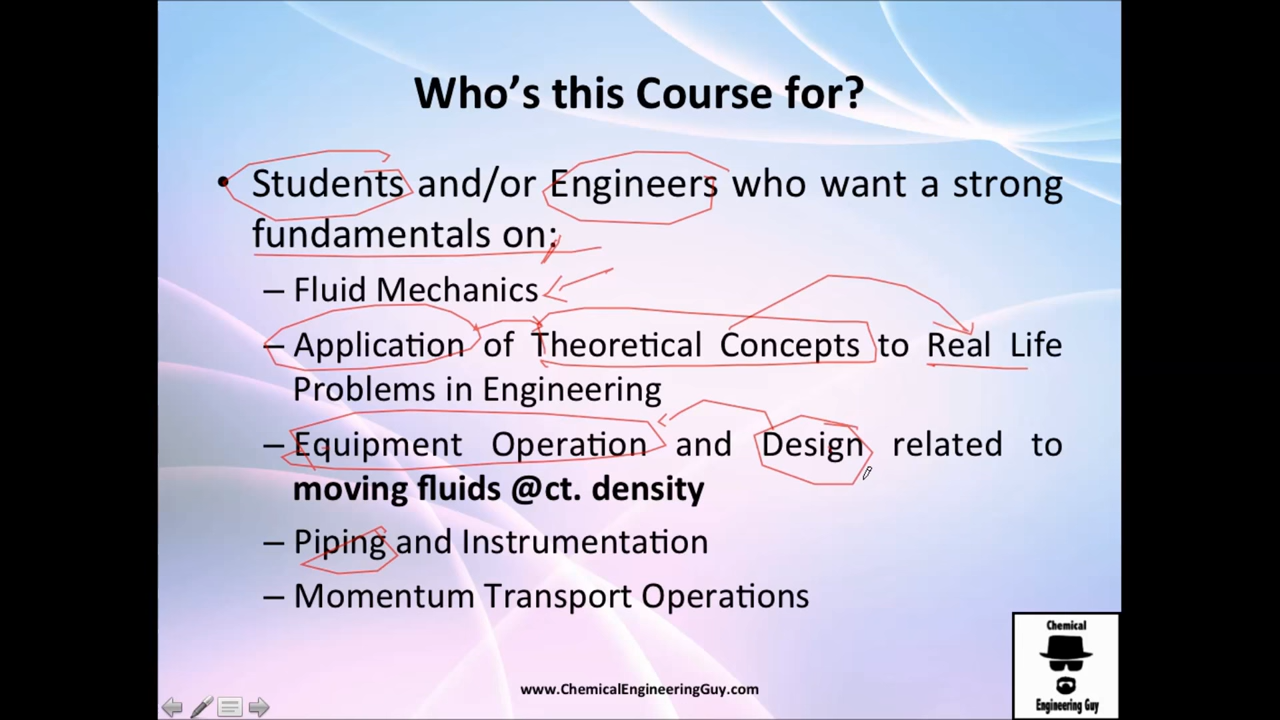 Who's this Course for?
• Students and/or Engineers who want a strong
fundamentals on:
– Fluid Mechanics
– Application of Theoretical Concepts to Real Life
Problems in Engineering
– Equipment Operation and Design related to
moving fluids @ct. density
– Piping and Instrumentation
– Momentum Transport Operations
Chemical
Engineering Guy
www.ChemicalEngineeringGuy.com